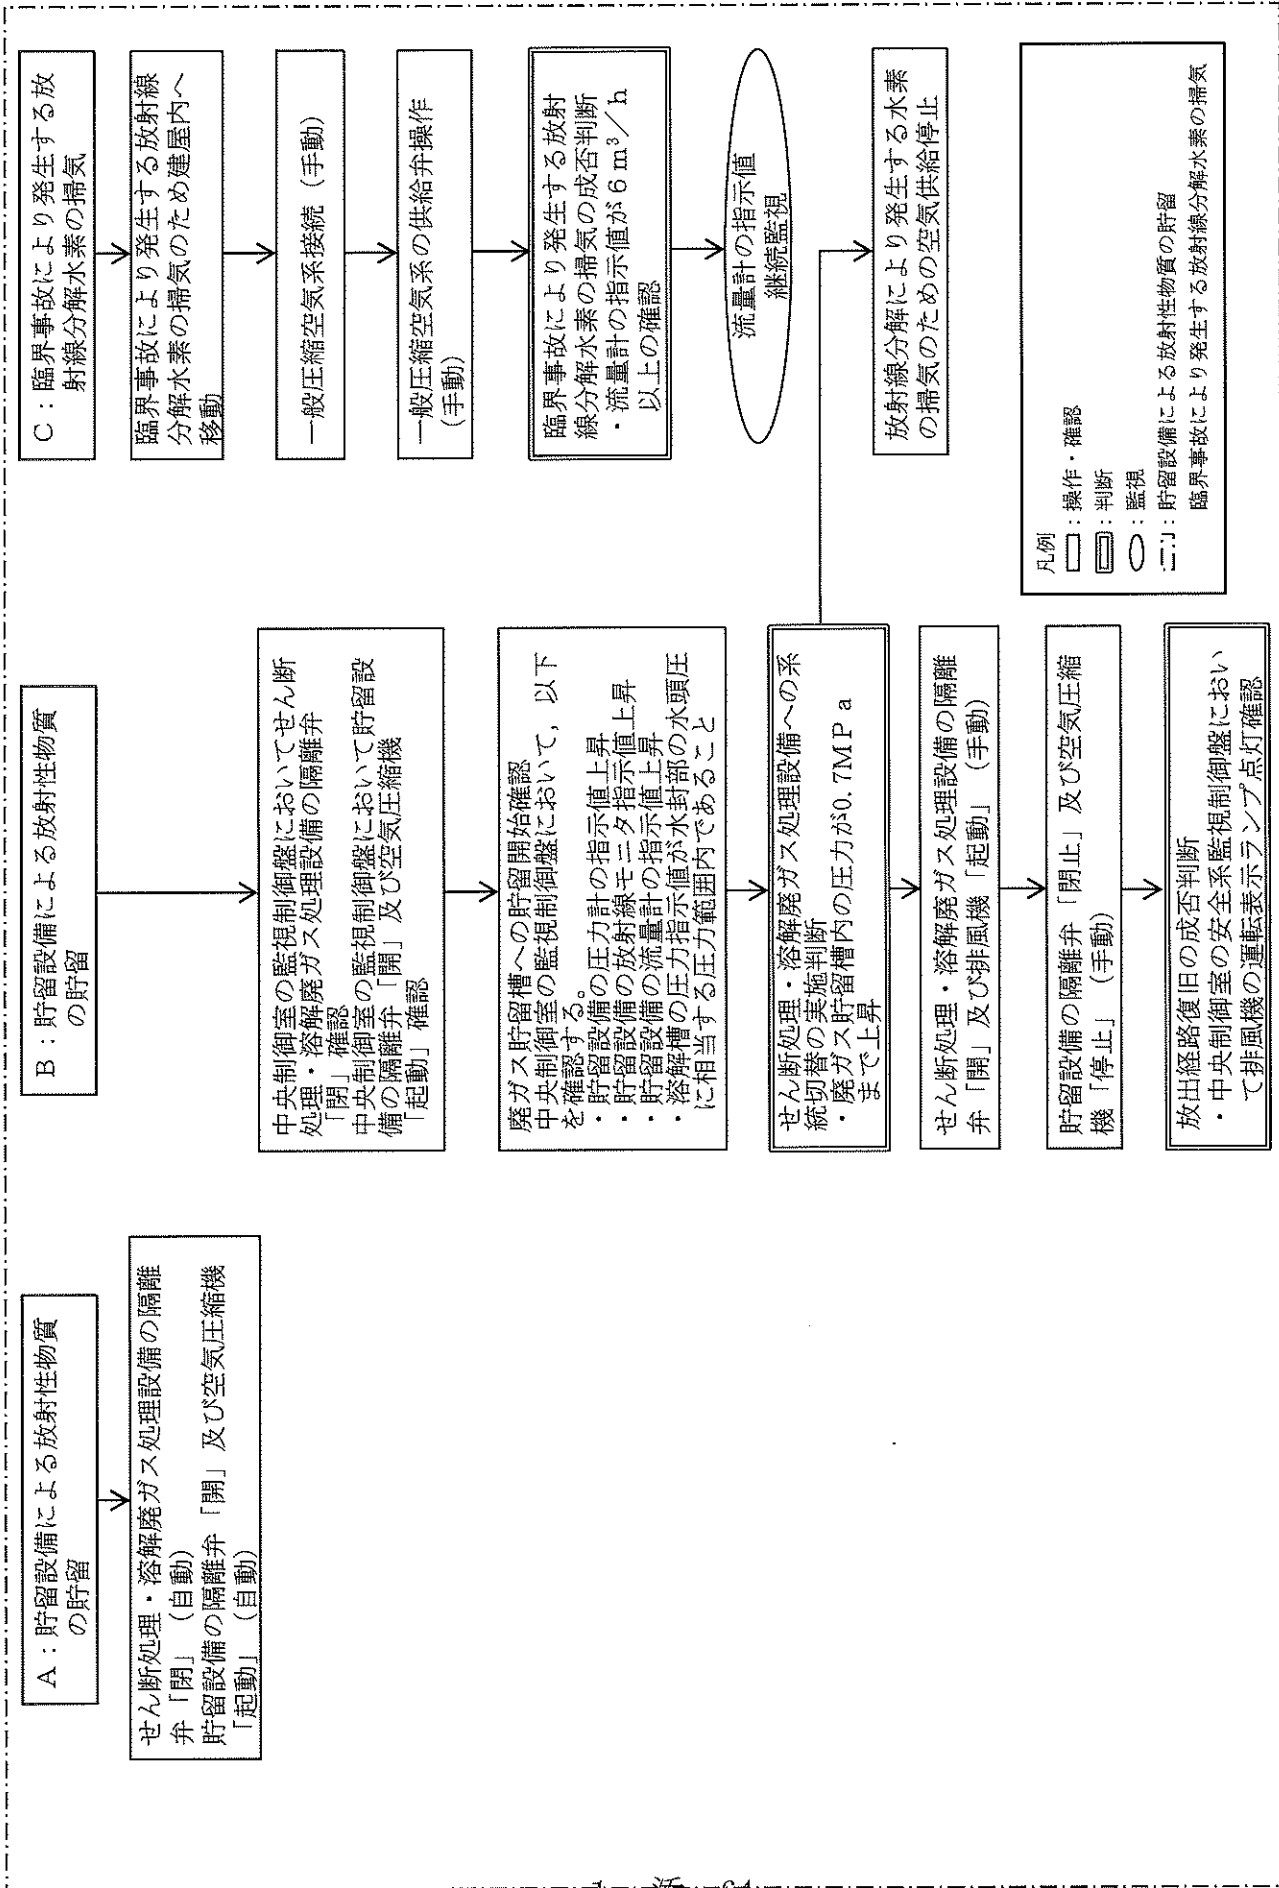 A：貯留設備による放射性物質
の貯留
せん断処理・溶解廃ガス処理設備の隔離
弁「閉」（自動）
貯留設備の隔離弁「開」及び空気圧縮機
「起動」（自動）
B：貯留設備による放射性物質
の貯留
中央制御室の監視制御盤においてせん断
処理・溶解廃ガス処理設備の隔離弁
「閉」確認
中央制御室の監視制御盤において貯留設
備の隔離弁「開」及び空気圧縮機
「起動」確認
廃ガス貯留槽への貯留開始確認
中央制御室の監視制御盤において，以下
を確認する。
・貯留設備の圧力計の指示値上昇
・貯留設備の放射線モニタ指示値上昇
・貯留設備の流量計の指示値上昇
・溶解槽の圧力指示値が水封部の水頭圧
に相当する圧力範囲内であること
せん断処理・溶解廃ガス処理設備への系
統切替の実施判断
・廃ガス貯留槽内の圧力が0.7MPa
まで上昇
せん断処理・溶解廃ガス処理設備の隔離
弁「開」及び排風機「起動」（手動）
貯留設備の隔離弁「閉止」及び空気圧縮
機「停止」（手動）
放出経路復旧の成否判断
・中央制御室の安全系監視制御盤におい
て排風機の運転表示ランプ点灯確認
C：臨界事故により発生する放
射線分解水素の掃気
臨界事故により発生する放射線
分解水素の掃気のため建屋内へ
移動
一般圧縮空気系接続（手動）
一般圧縮空気系の供給弁操作
（手動）
臨界事故により発生する放射
線分解水素の掃気の成否判断
・流量計の指示値が6m³／h
以上の確認
流量計の指示値
継続監視
放射線分解により発生する水素
の掃気のための空気供給停止
凡例
：操作・確認
：判断
：監視
：貯留設備による放射性物質の貯留
臨界事故により発生する放射線分解水素の掃気